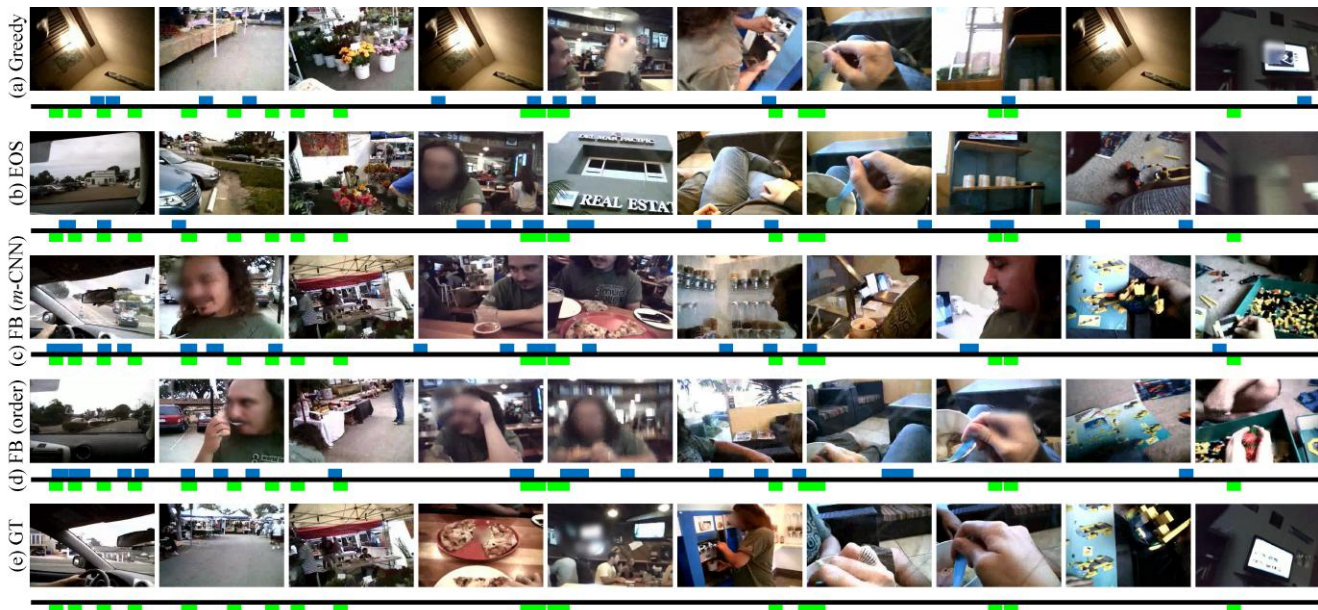 (a) Greedy
(b) EOS
REAL ESTAT
(c) FB (m-CNN)
(d) FB (order)
(e) GT